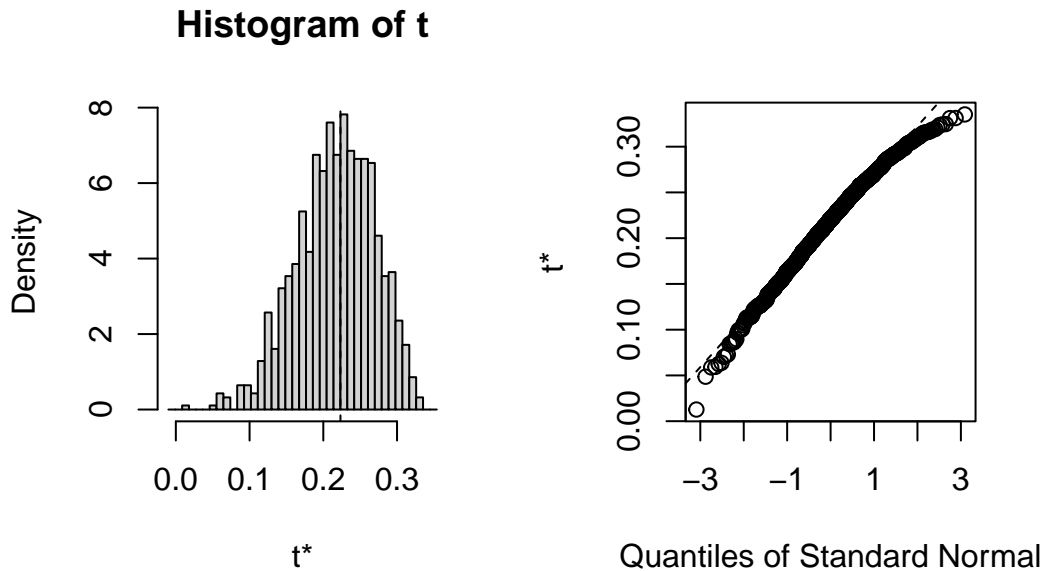 Histogram of t
Density
0
2
4
6
8
0.0 0.1 0.2 0.3
t*
t*
0.00
0.10
0.20
0.30
−3 −1 1 3
Quantiles of Standard Normal